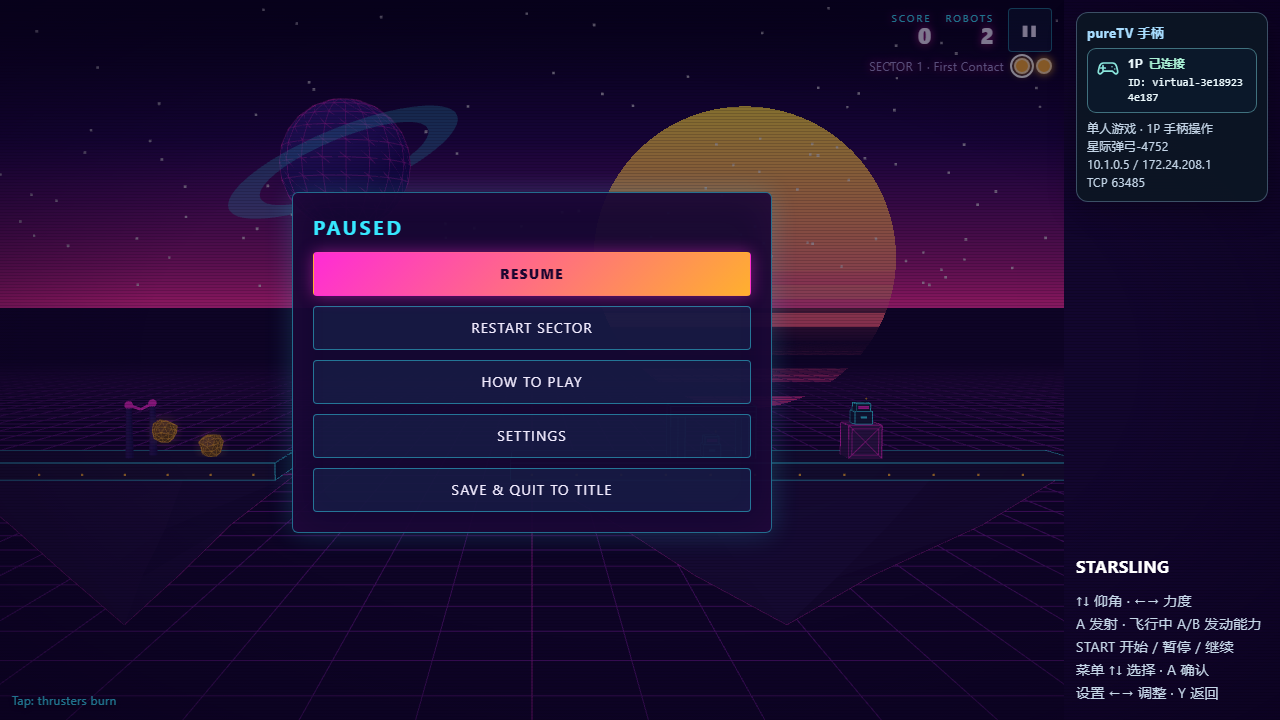 SCORE ROBOTS
0 2
SECTOR 1 · First Contact
PAUSED
RESUME
RESTART SECTOR
HOW TO PLAY
SETTINGS
SAVE & QUIT TO TITLE
Tap: thrusters burn
pureTV 手柄
1P 已连接
ID: virtual-3e18923
4e187
单人游戏 · 1P 手柄操作
星际弹弓-4752
10.1.0.5 / 172.24.208.1
TCP 63485
STARSLING
↑↓ 仰角 · ←→ 力度
A 发射 · 飞行中 A/B 发动能力
START 开始 / 暂停 / 继续
菜单 ↑↓ 选择 · A 确认
设置 ←→ 调整 · Y 返回